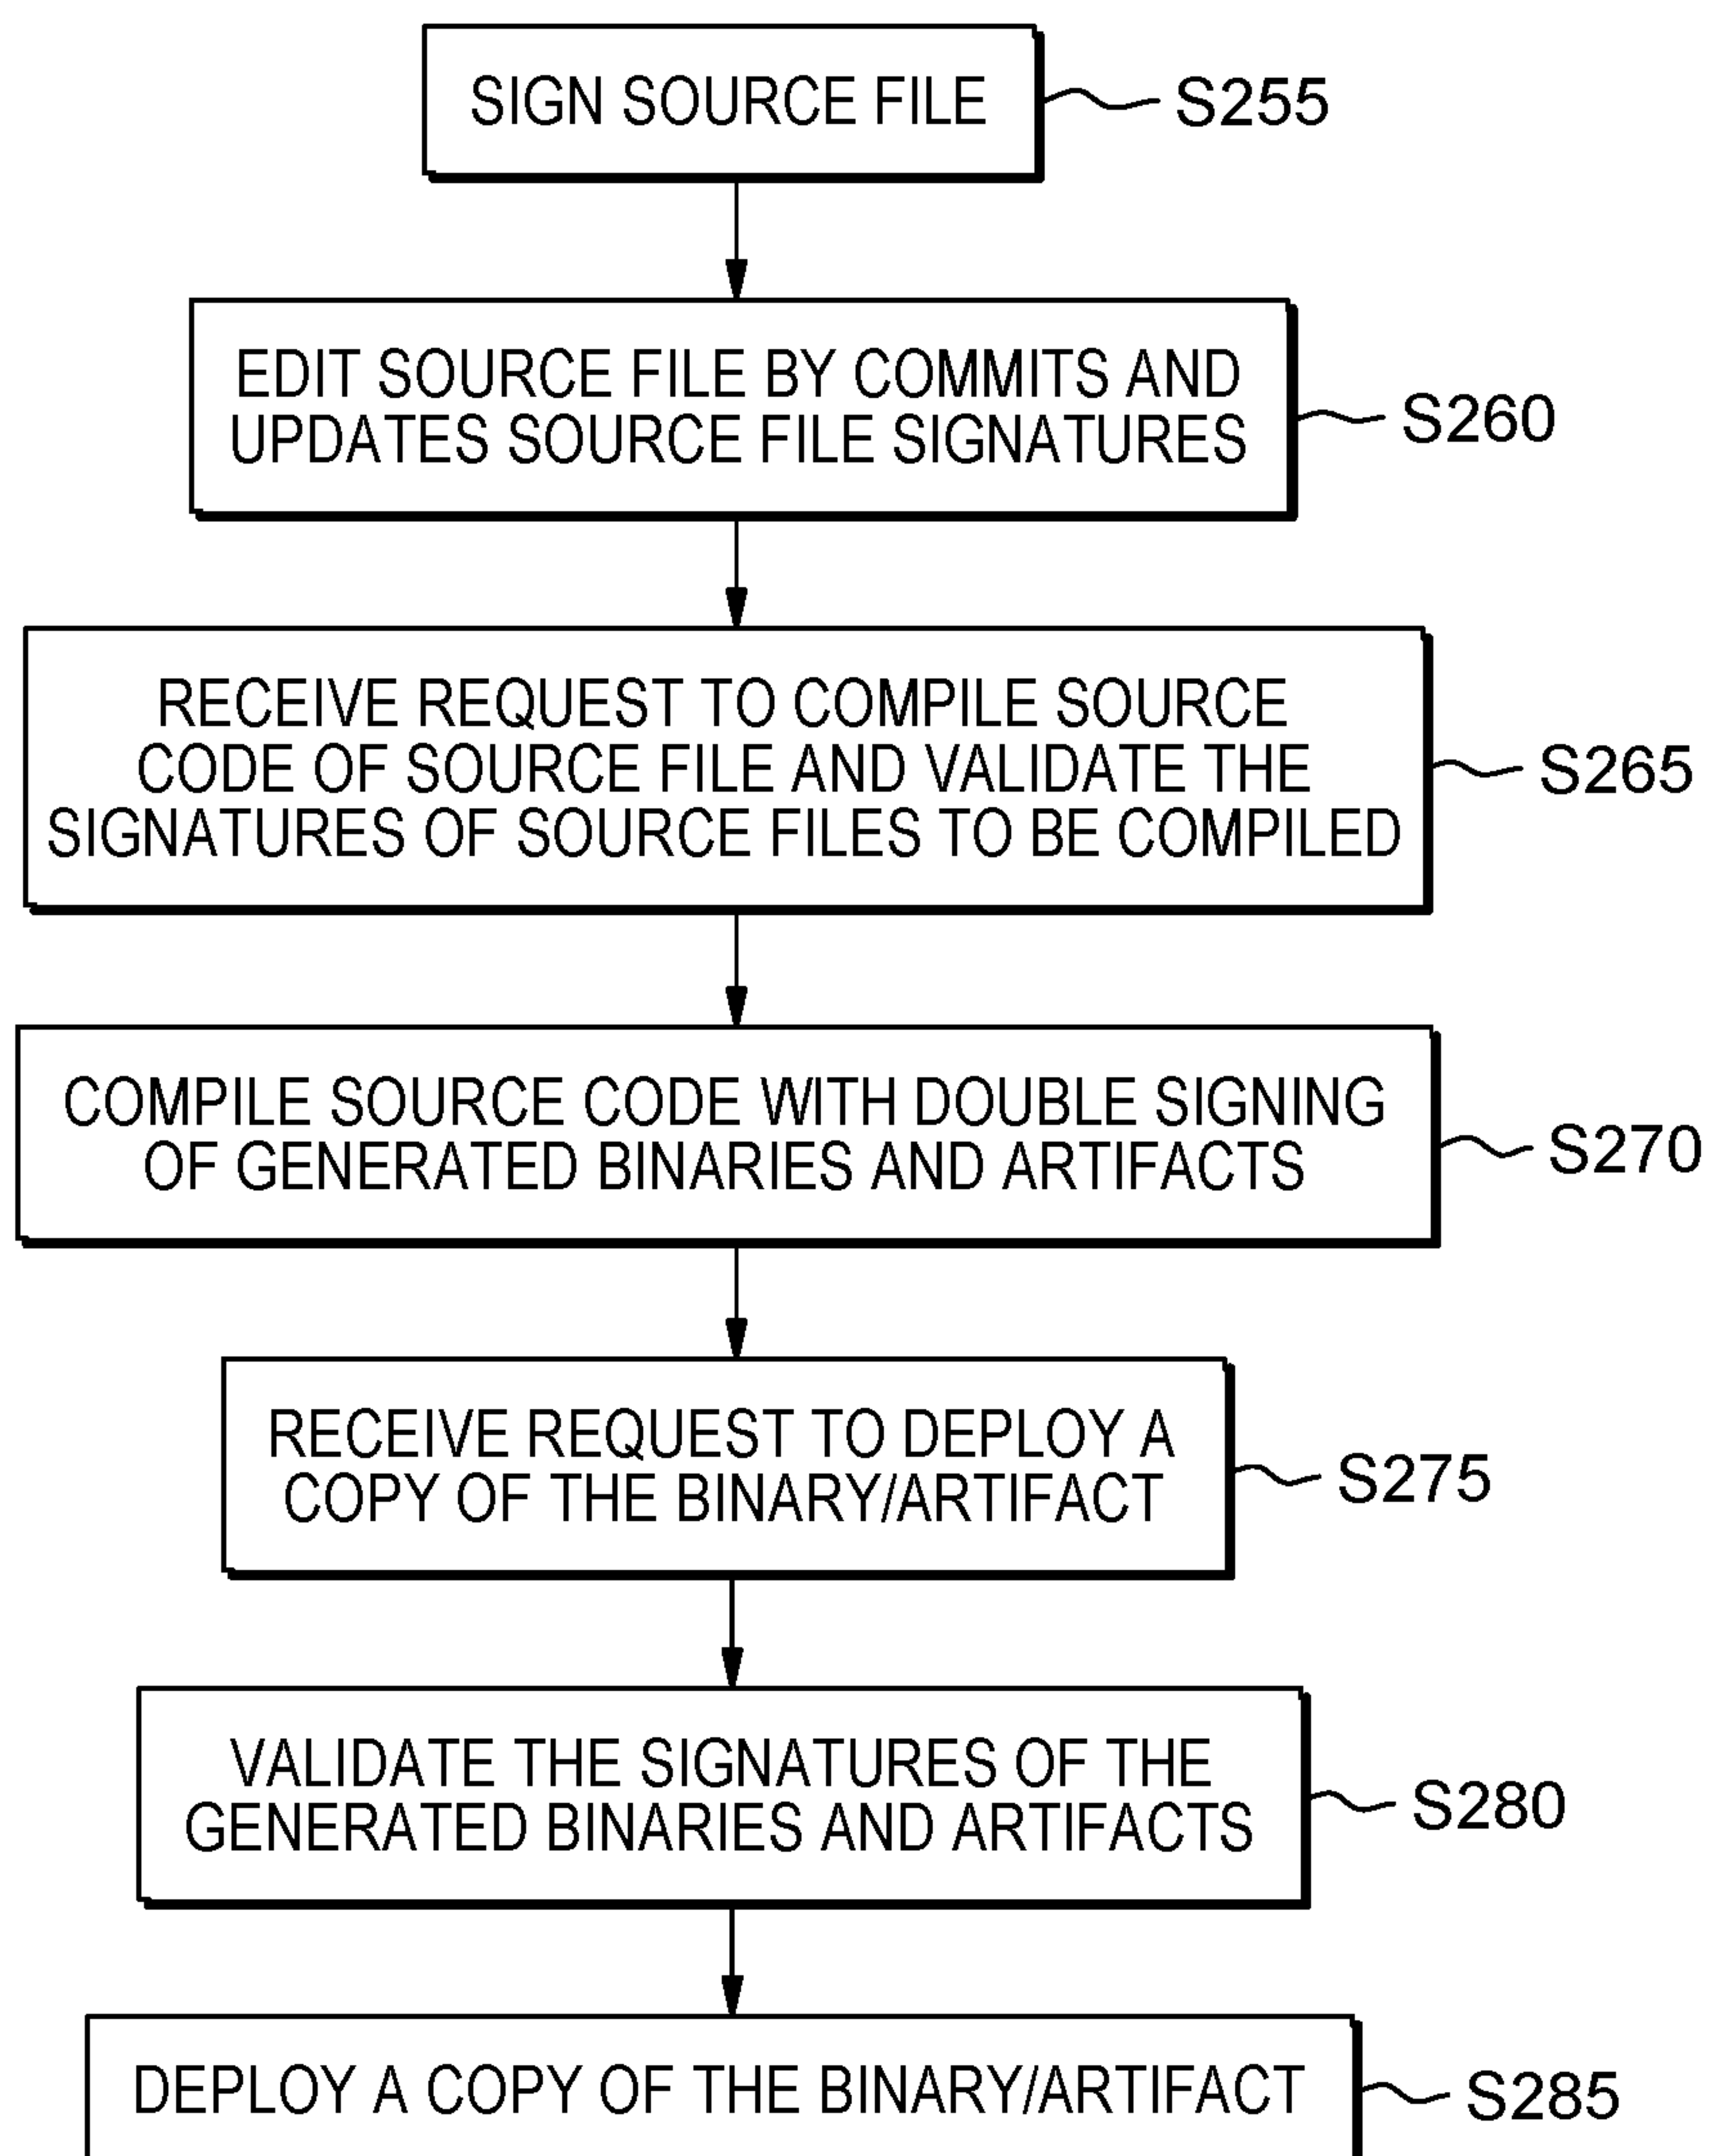 SIGN SOURCE FILE
S255
EDIT SOURCE FILE BY COMMITS AND
UPDATES SOURCE FILE SIGNATURES
S260
RECEIVE REQUEST TO COMPILE SOURCE
CODE OF SOURCE FILE AND VALIDATE THE
SIGNATURES OF SOURCE FILES TO BE COMPILED
S265
COMPILE SOURCE CODE WITH DOUBLE SIGNING
OF GENERATED BINARIES AND ARTIFACTS
S270
RECEIVE REQUEST TO DEPLOY A
COPY OF THE BINARY/ARTIFACT
S275
VALIDATE THE SIGNATURES OF THE
GENERATED BINARIES AND ARTIFACTS
S280
DEPLOY A COPY OF THE BINARY/ARTIFACT
S285